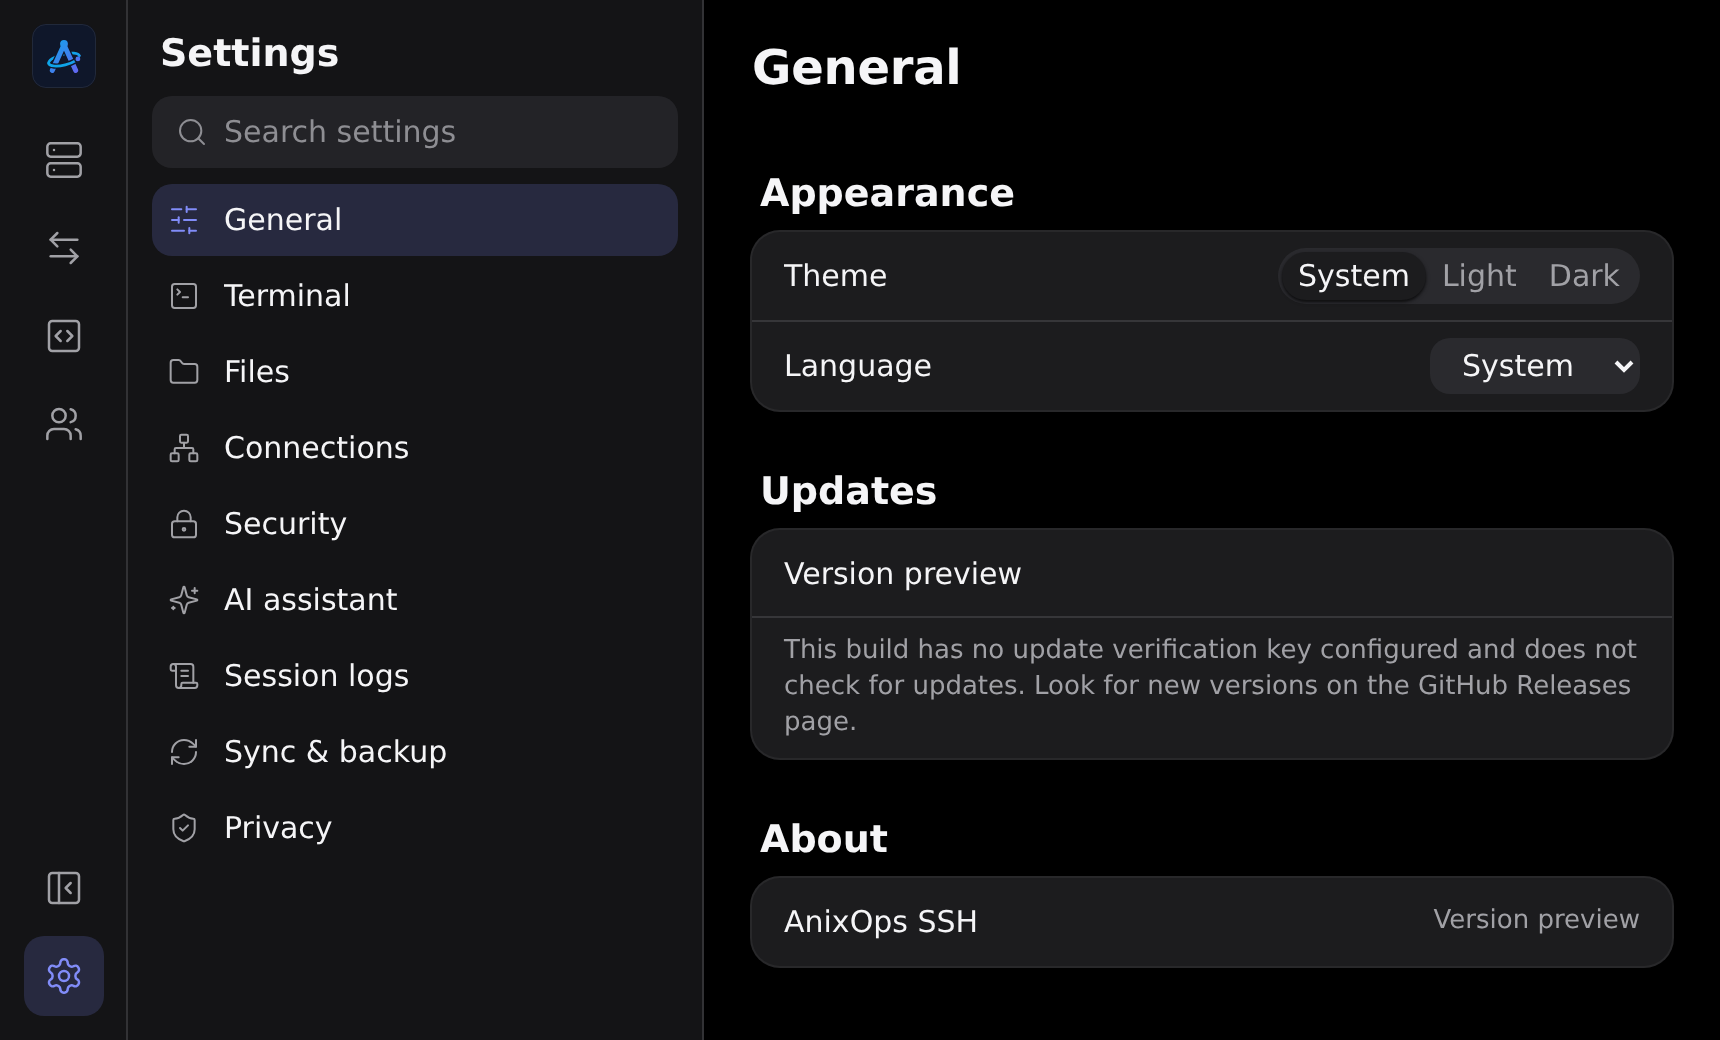 Settings
Search settings
General
Terminal
Files
Connections
Security
AI assistant
Session logs
Sync & backup
Privacy
General
Appearance
Theme System Light Dark
Language System
Updates
Version preview
This build has no update verification key configured and does not
check for updates. Look for new versions on the GitHub Releases
page.
About
AnixOps SSH Version preview